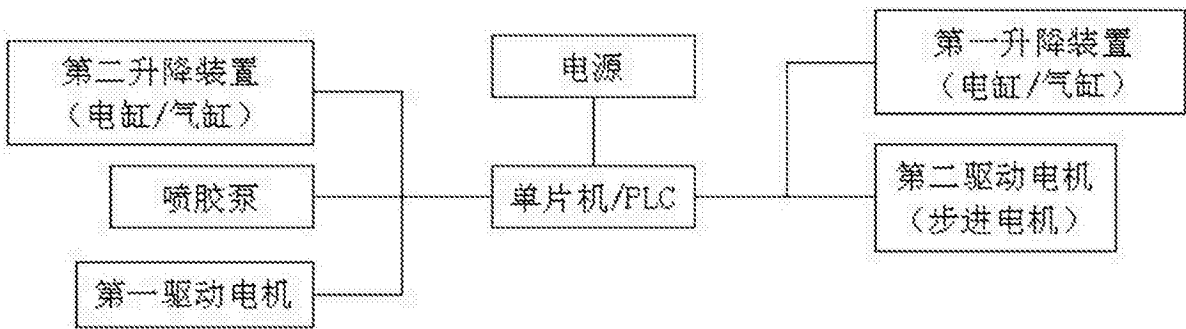 第二升降装置
（电缸/气缸）
喷胶泵
第一驱动电机
电源
单片机/PLC
第一升降装置
（电缸/气缸）
第二驱动电机
（步进电机）